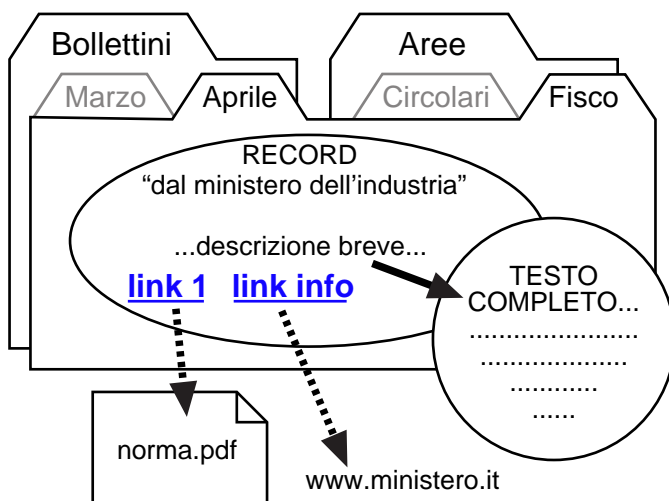 Bollettini
Aree
Marzo
Aprile
Circolari
Fisco
RECORD
“dal ministero dell’industria”
...descrizione breve...
link 1 link info
TESTO
COMPLETO...
.......................
....................
............
......
norma.pdf
www.ministero.it